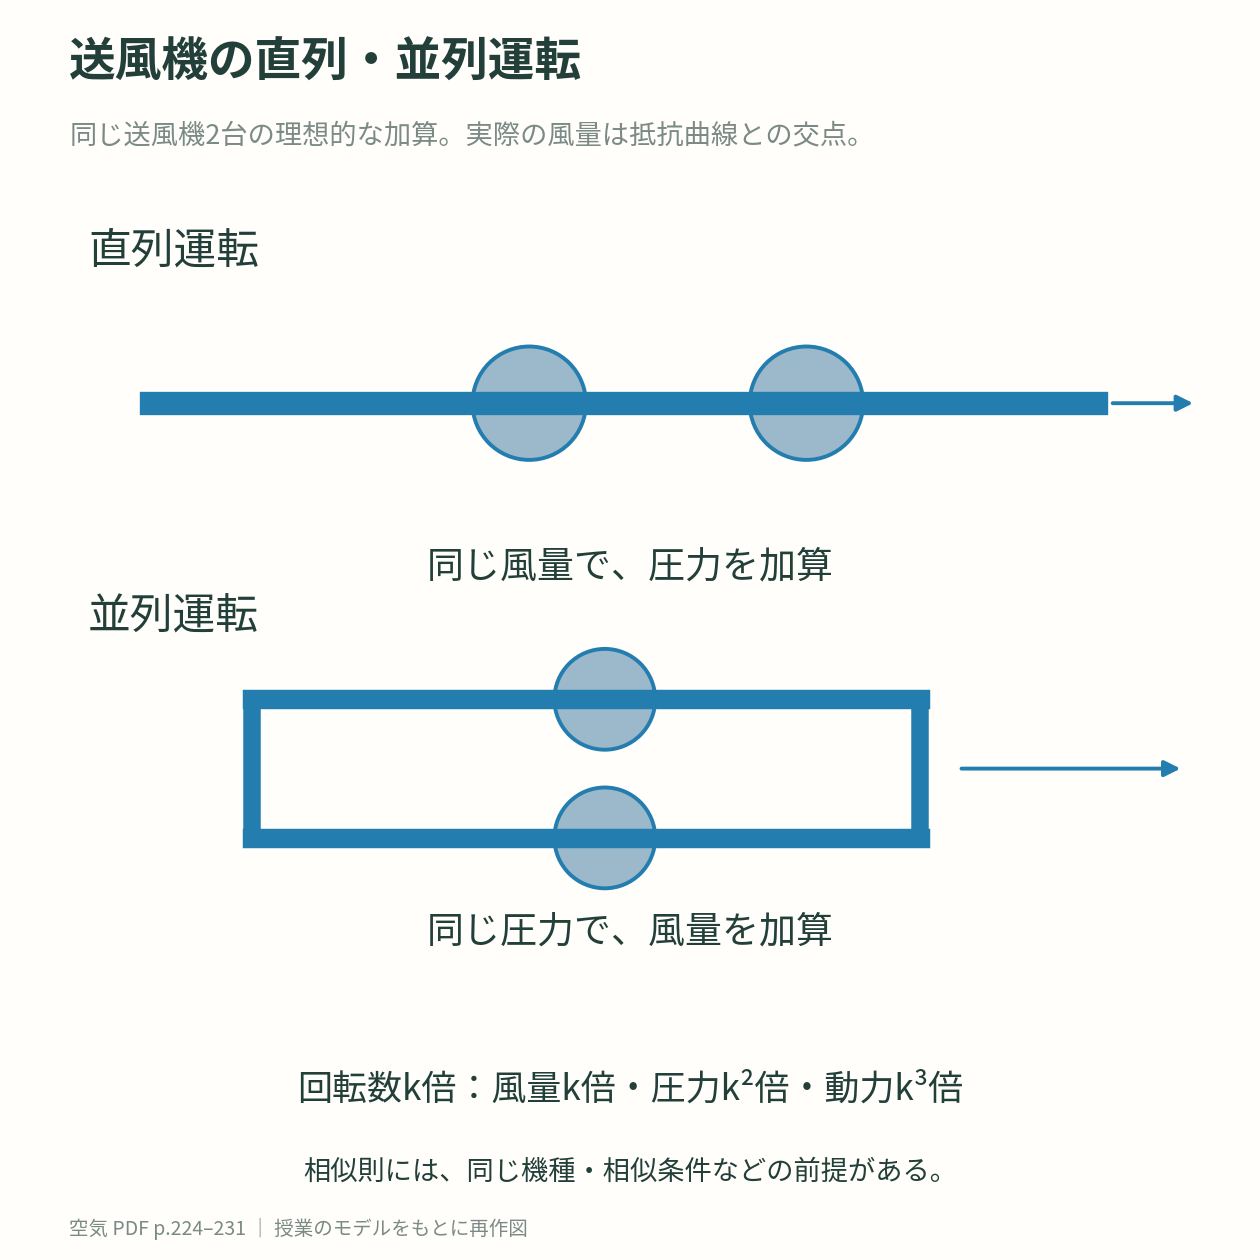 送風機の直列・並列運転
同じ送風機2台の理想的な加算。実際の風量は抵抗曲線との交点。
直列運転
同じ風量で、圧力を加算
並列運転
同じ圧力で、風量を加算
回転数k倍：風量k倍・圧力k²倍・動力k³倍
相似則には、同じ機種・相似条件などの前提がある。
空気 PDF p.224–231 ｜ 授業のモデルをもとに再作図